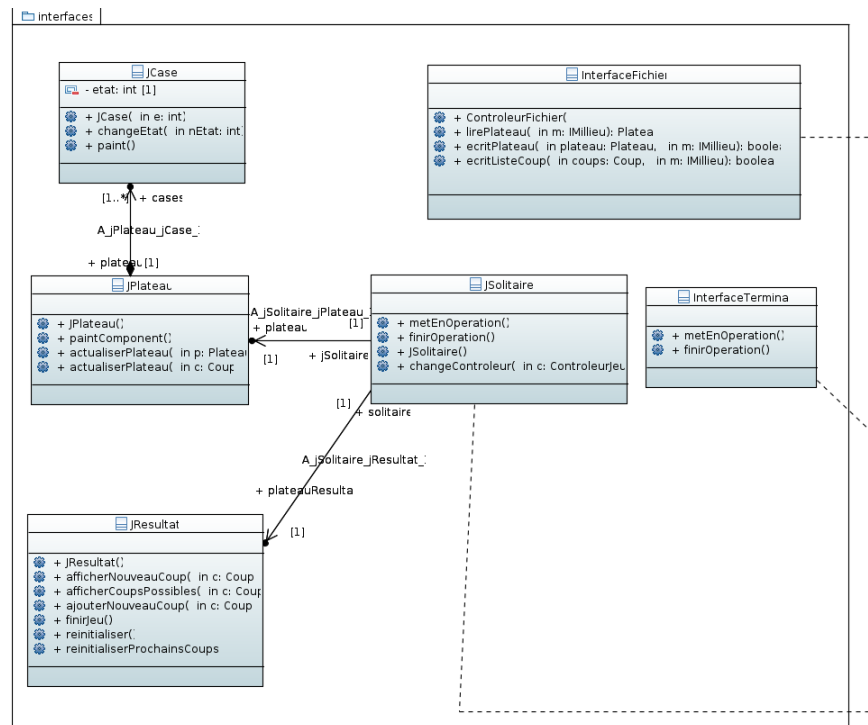 interfaces
JCase
- etat: int [1]
+ JCase( in e: int)
+ changeEtat( in nEtat: int)
+ paint()
[1..*] + cases
A_jPlateau_jCase_
+ plateau [1]
JPlateau
+ JPlateau()
+ paintComponent()
+ actualiserPlateau( in p: Plateau
+ actualiserPlateau( in c: Coup
A_jSolitaire_jPlateau_
+ plateau
[1]
[1]
+ jSolitaire
JSolitaire
+ metEnOperation()
+ finirOperation()
+ JSolitaire()
+ changeControleur( in c: ControleurJeu
[1]
+ solitaire
A_jSolitaire_jResultat_
+ plateauResulta
[1]
JResultat
+ JResultat()
+ afficherNouveauCoup( in c: Coup
+ afficherCoupsPossibles( in c: Coup
+ ajouterNouveauCoup( in c: Coup
+ finirJeu()
+ reinitialiser()
+ reinitialiserProchainsCoups
InterfaceFichier
+ ControleurFichier(
+ lirePlateau( in m: IMillieu): Platea
+ ecritPlateau( in plateau: Plateau, in m: IMillieu): boolea
+ ecritListeCoup( in coups: Coup, in m: IMillieu): boolea
InterfaceTermina
+ metEnOperation()
+ finirOperation()